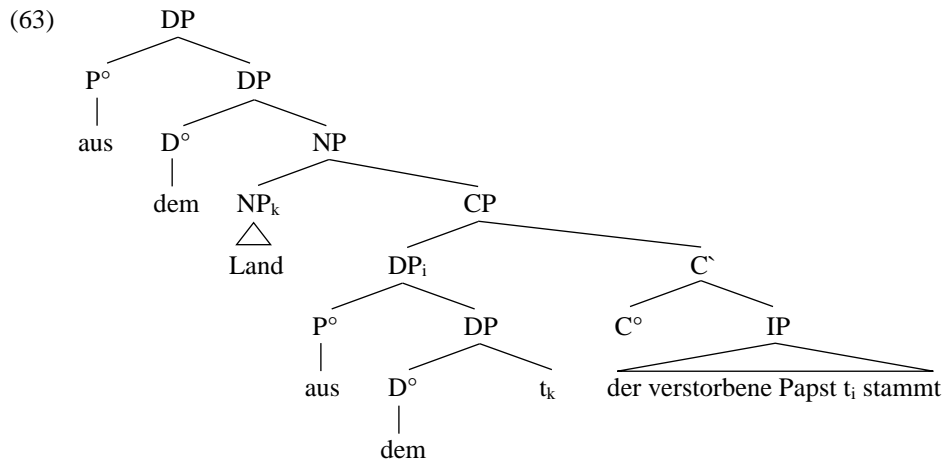 (63) DP
P° DP
aus D° NP
dem NPₖ CP
Land DPᵢ C`
P° DP C° IP
aus D° tₖ der verstorbene Papst tᵢ stammt
dem